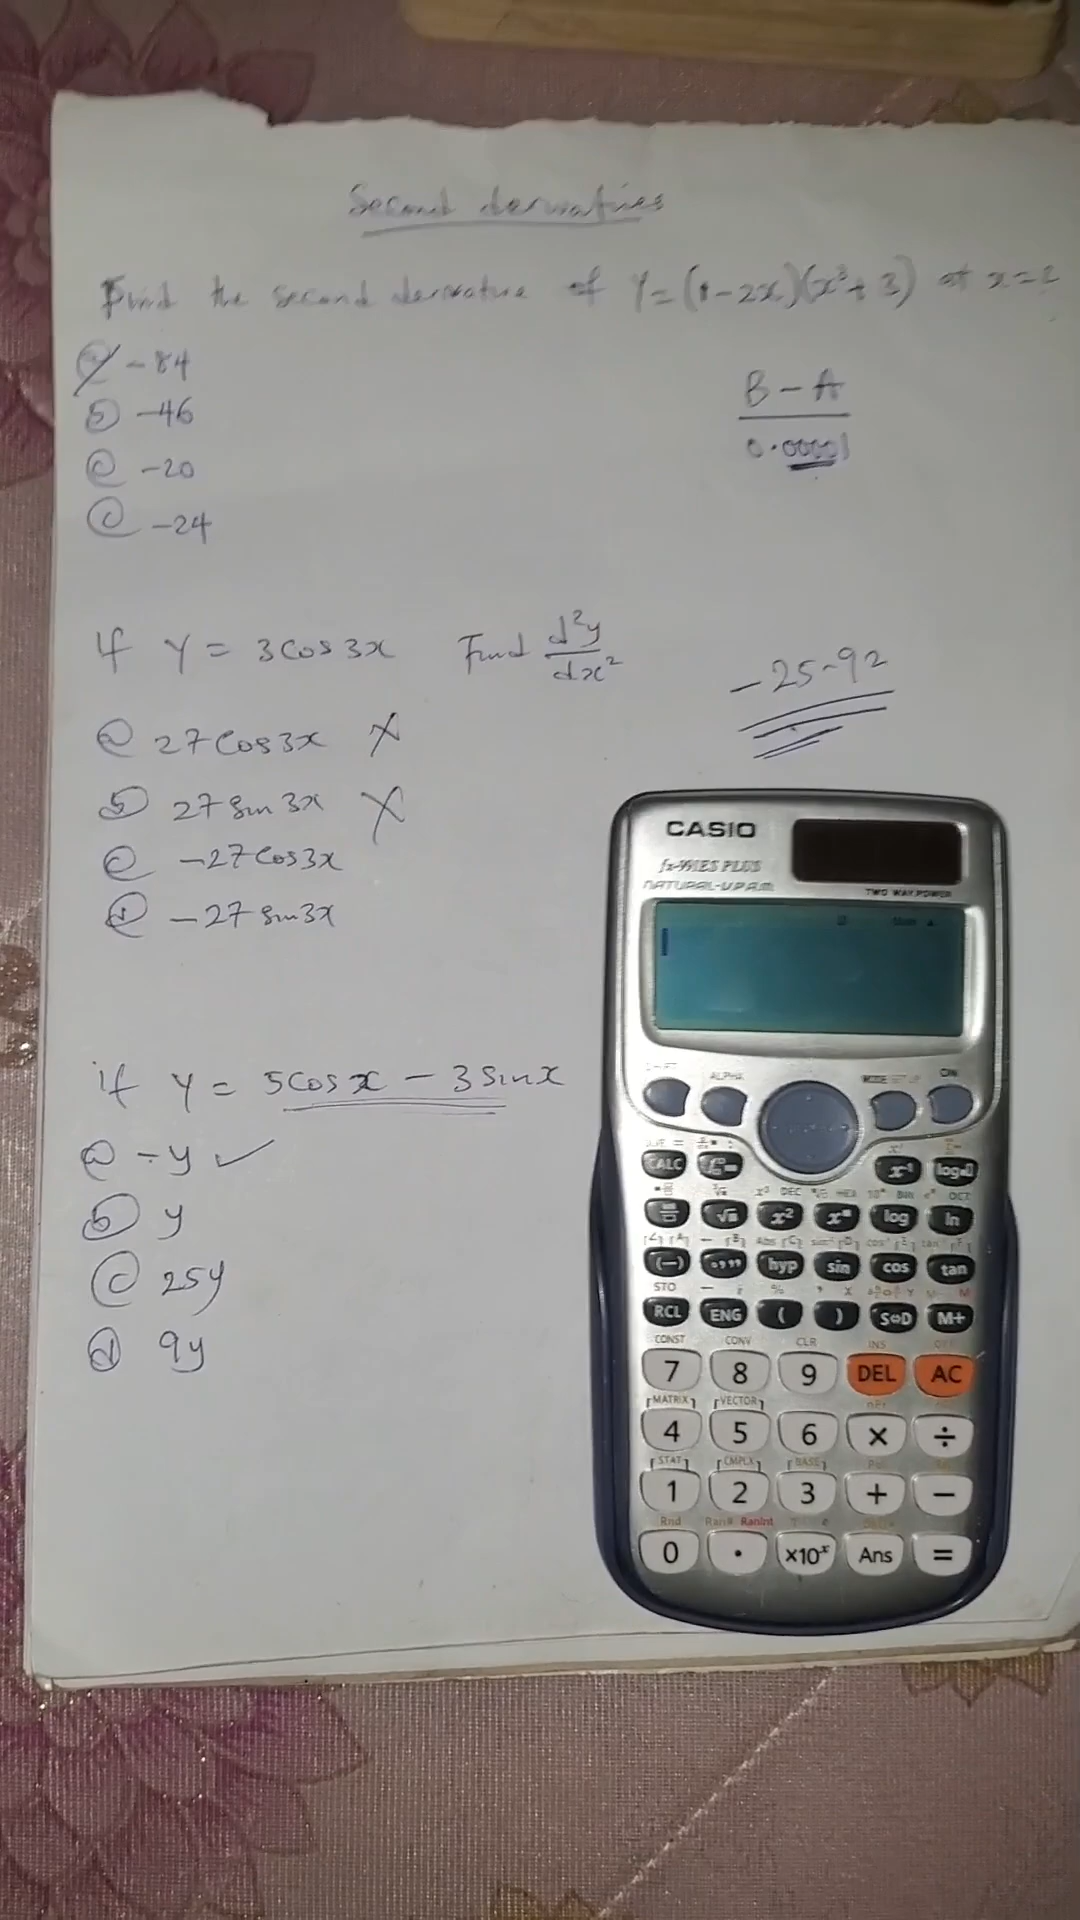 Second derivatives
Find the second derivative of Y = (1-2x)(x³+3) at x=2
-84
B - A
ⓑ -46
0.00001
ⓒ -20
ⓒ -24
If Y = 3cos3x Find d²y/dx²
-25.92
ⓐ 27cos3x X
ⓑ 27sin3x X
ⓒ -27cos3x
ⓓ -27sin3x
if Y = 5cosx - 3sinx
ⓐ -y ✓
ⓑ y
ⓒ 25y
ⓓ 9y
CASIO
fx-991ES PLUS
NATURAL-V.P.A.M.
TWO WAY POWER
ALPHA MODE SETUP ON
CALC x⁻¹
√ x² log ln
(-) hyp sin cos tan
STO
RCL ENG ( ) S⇔D M+
CONST CONV CLR INS
7 8 9 DEL AC
MATRIX VECTOR
4 5 6 × ÷
STAT CMPLX BASE
1 2 3 + −
Rnd Ran# RanInt
0 . ×10ˣ Ans =